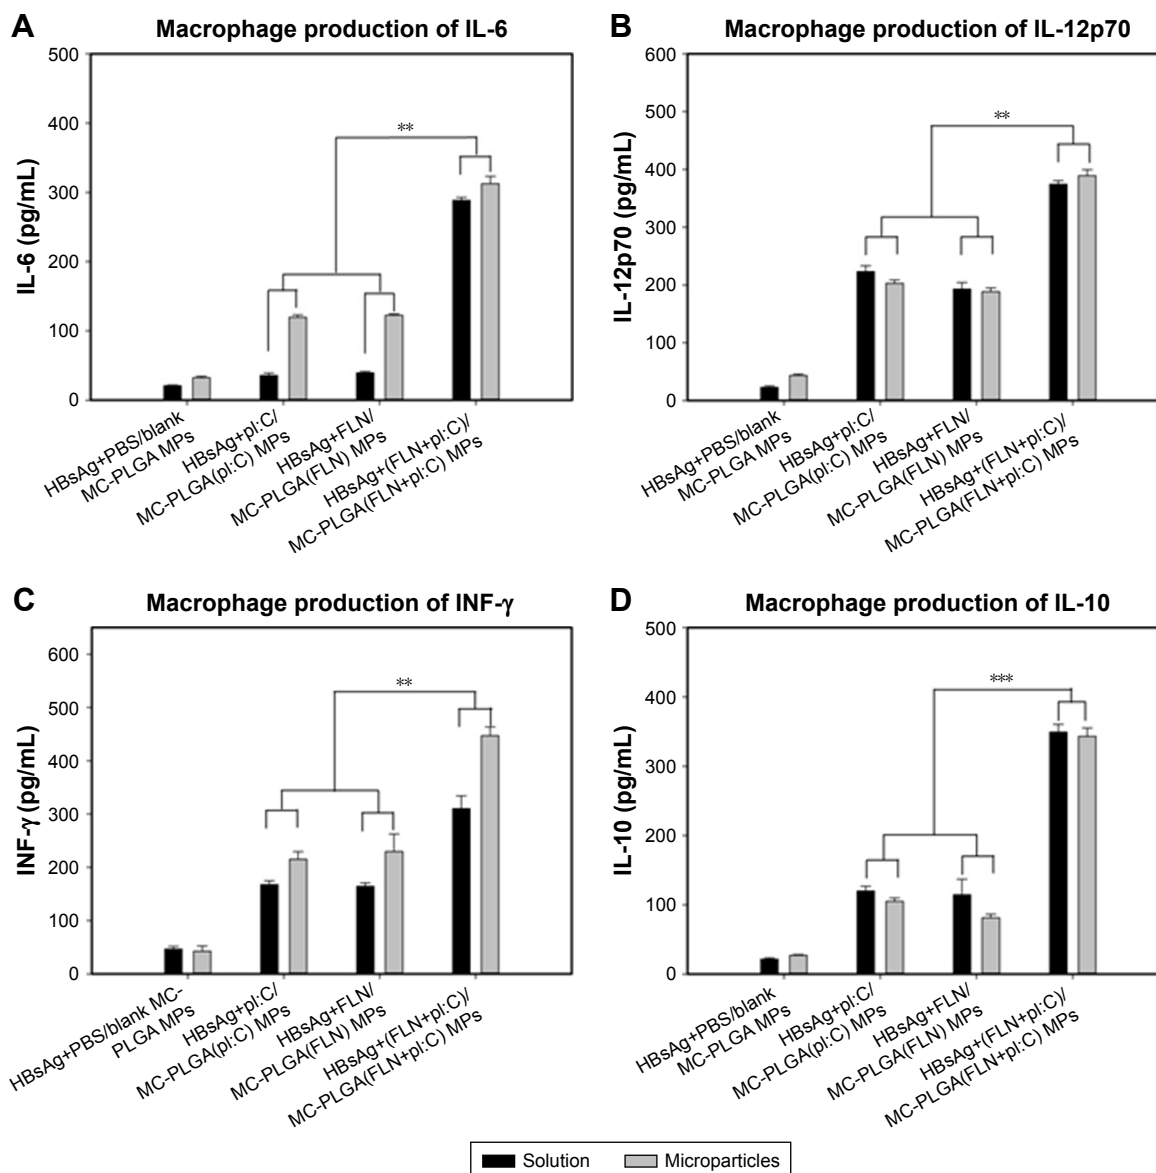 A
Macrophage production of IL-6
500
400
300
200
100
0
IL-6 (pg/mL)
**
HBsAg+PBS/blank
MC-PLGA MPs
HBsAg+pI:C/
MC-PLGA(pI:C) MPs
HBsAg+FLN/
MC-PLGA(FLN) MPs
HBsAg+(FLN+pI:C)/
MC-PLGA(FLN+pI:C) MPs
B
Macrophage production of IL-12p70
600
500
400
300
200
100
0
IL-12p70 (pg/mL)
**
HBsAg+PBS/blank
MC-PLGA MPs
HBsAg+pI:C/
MC-PLGA(pI:C) MPs
HBsAg+FLN/
MC-PLGA(FLN) MPs
HBsAg+(FLN+pI:C)/
MC-PLGA(FLN+pI:C) MPs
C
Macrophage production of INF-γ
600
500
400
300
200
100
0
INF-γ (pg/mL)
**
HBsAg+PBS/blank MC-
PLGA MPs
HBsAg+pI:C/
MC-PLGA(pI:C) MPs
HBsAg+FLN/
MC-PLGA(FLN) MPs
HBsAg+(FLN+pI:C)/
MC-PLGA(FLN+pI:C) MPs
D
Macrophage production of IL-10
500
400
300
200
100
0
IL-10 (pg/mL)
***
HBsAg+PBS/blank
MC-PLGA MPs
HBsAg+pI:C/
MC-PLGA(pI:C) MPs
HBsAg+FLN/
MC-PLGA(FLN) MPs
HBsAg+(FLN+pI:C)/
MC-PLGA(FLN+pI:C) MPs
Solution
Microparticles